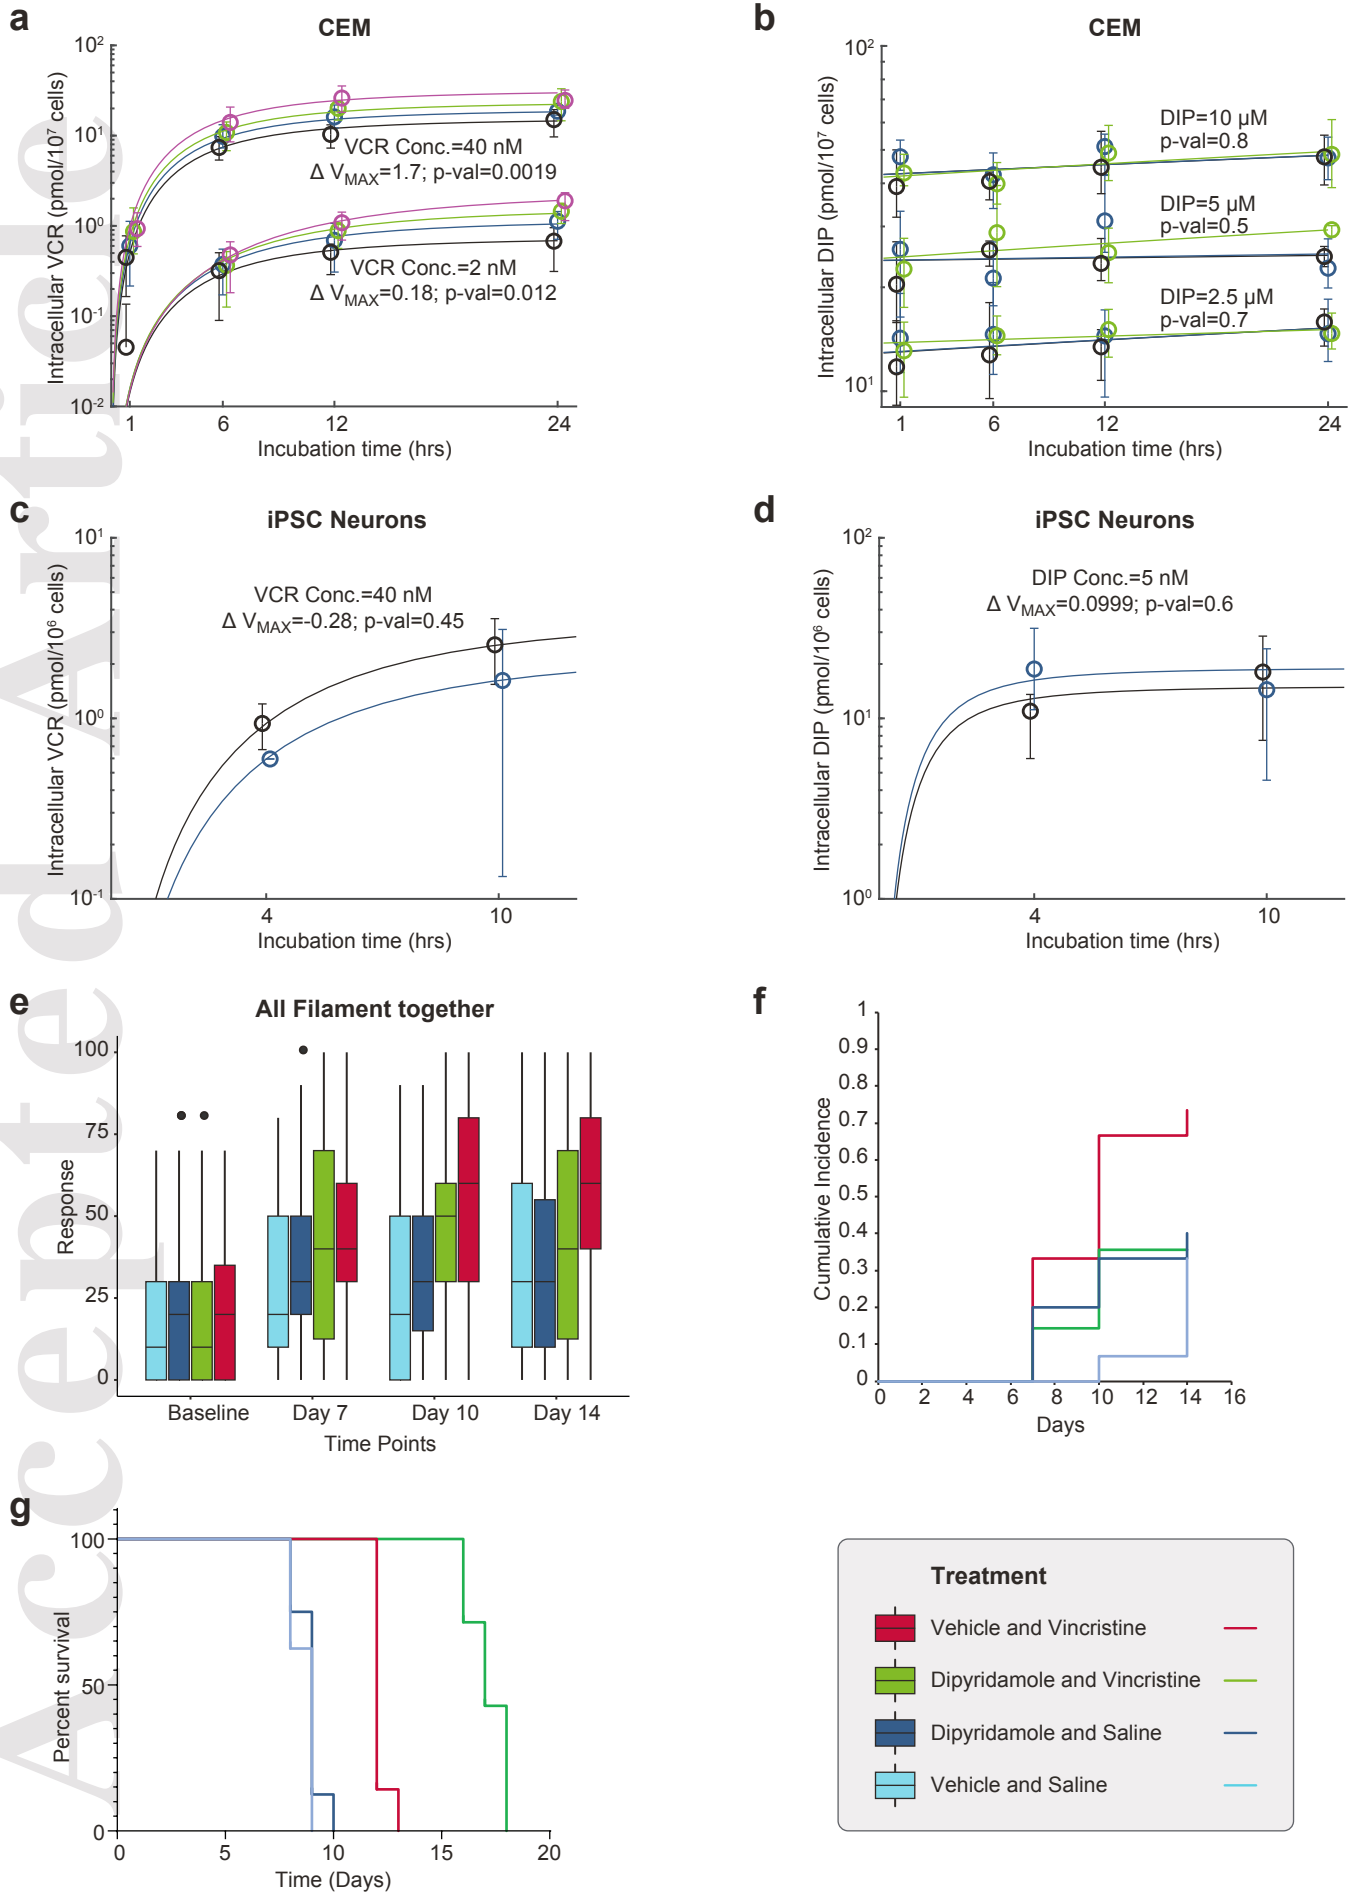 Accepted Article
a
CEM
Intracellular VCR (pmol/10⁷ cells)
10²
10¹
10⁰
10⁻¹
10⁻²
VCR Conc.=40 nM
Δ V_MAX=1.7; p-val=0.0019
VCR Conc.=2 nM
Δ V_MAX=0.18; p-val=0.012
1 6 12 24
Incubation time (hrs)
b
CEM
Intracellular DIP (pmol/10⁷ cells)
10²
10¹
DIP=10 µM
p-val=0.8
DIP=5 µM
p-val=0.5
DIP=2.5 µM
p-val=0.7
1 6 12 24
Incubation time (hrs)
c
iPSC Neurons
Intracellular VCR (pmol/10⁶ cells)
10¹
10⁰
10⁻¹
VCR Conc.=40 nM
Δ V_MAX=-0.28; p-val=0.45
4 10
Incubation time (hrs)
d
iPSC Neurons
Intracellular DIP (pmol/10⁶ cells)
10²
10¹
10⁰
DIP Conc.=5 nM
Δ V_MAX=0.0999; p-val=0.6
4 10
Incubation time (hrs)
e
All Filament together
Response
100
75
50
25
0
Baseline Day 7 Day 10 Day 14
Time Points
f
Cumulative Incidence
1
0.9
0.8
0.7
0.6
0.5
0.4
0.3
0.2
0.1
0
0 2 4 6 8 10 12 14 16
Days
g
Percent survival
100
50
0
0 5 10 15 20
Time (Days)
Treatment
Vehicle and Vincristine
Dipyridamole and Vincristine
Dipyridamole and Saline
Vehicle and Saline